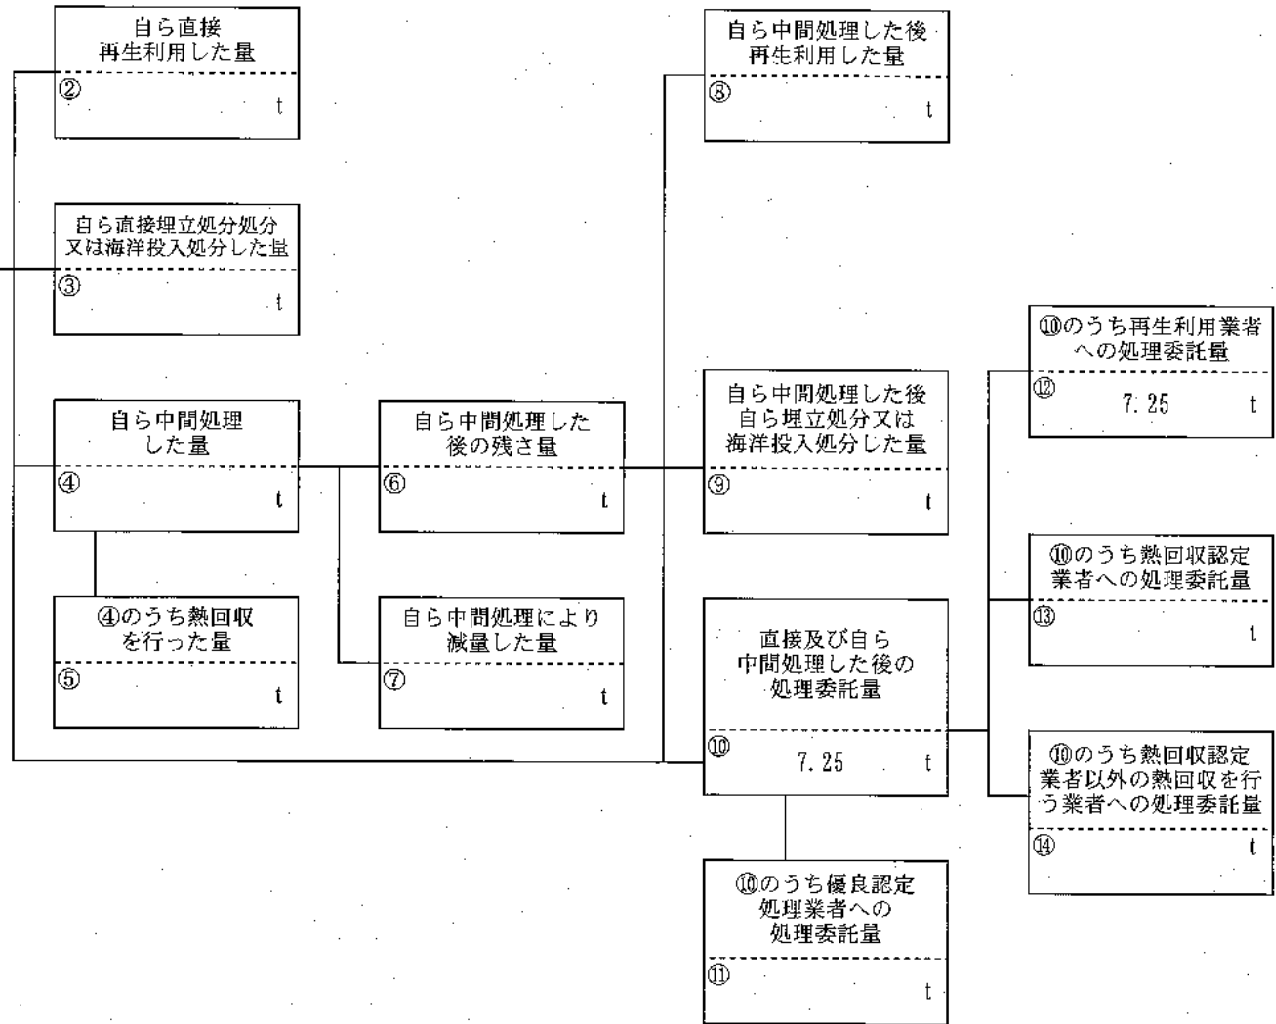 自ら直接
再生利用した量
②
t
自ら直接埋立処分処分
又は海洋投入処分した量
③
t
自ら中間処理
した量
④
t
④のうち熱回収
を行った量
⑤
t
自ら中間処理した
後の残さ量
⑥
t
自ら中間処理により
減量した量
⑦
t
自ら中間処理した後
再生利用した量
⑧
t
自ら中間処理した後
自ら埋立処分又は
海洋投入処分した量
⑨
t
直接及び自ら
中間処理した後の
処理委託量
⑩
7.25 t
⑩のうち優良認定
処理業者への
処理委託量
⑪
t
⑩のうち再生利用業者
への処理委託量
⑫
7.25 t
⑩のうち熱回収認定
業者への処理委託量
⑬
t
⑩のうち熱回収認定
業者以外の熱回収を行
う業者への処理委託量
⑭
t